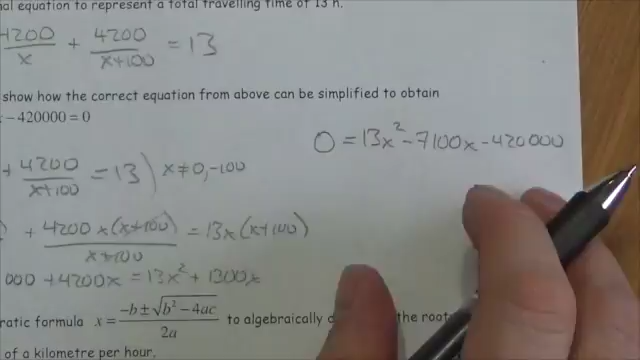 nal equation to represent a total travelling time of 13 h.
4200/x + 4200/(x+100) = 13
show how the correct equation from above can be simplified to obtain
x − 420000 = 0
0 = 13x² − 7100x − 420000
+ 4200/(x+100) = 13) x ≠ 0, −100
+ 4200x(x+100)/(x+100) = 13x(x+100)
000 + 4200x = 13x² + 1300x
ratic formula x = (−b ± √(b² − 4ac))/2a to algebraically d the root
of a kilometre per hour.